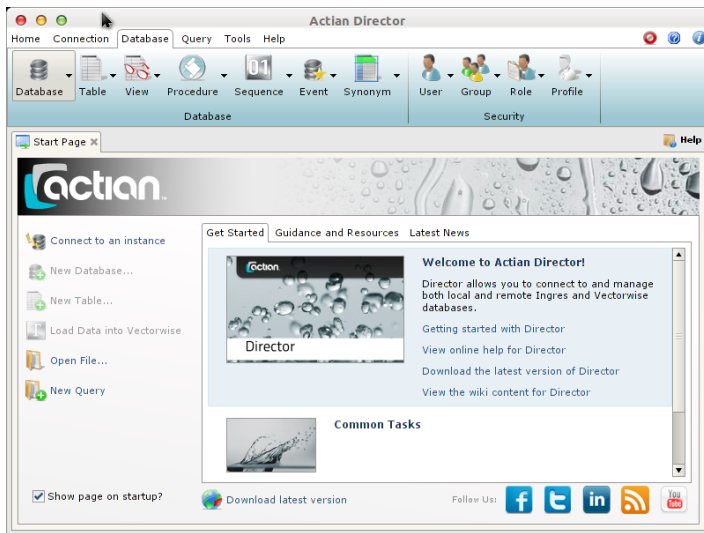 Actian Director
Home Connection Database Query Tools Help
Database Table View Procedure Sequence Event Synonym User Group Role Profile
Database Security
Start Page Help
actian
Connect to an instance
New Database...
New Table...
Load Data into Vectorwise
Open File...
New Query
Get Started Guidance and Resources Latest News
actian
Director
Welcome to Actian Director!
Director allows you to connect to and manage
both local and remote Ingres and Vectorwise
databases.
Getting started with Director
View online help for Director
Download the latest version of Director
View the wiki content for Director
Common Tasks
Show page on startup?
Download latest version
Follow Us:
You
Tube